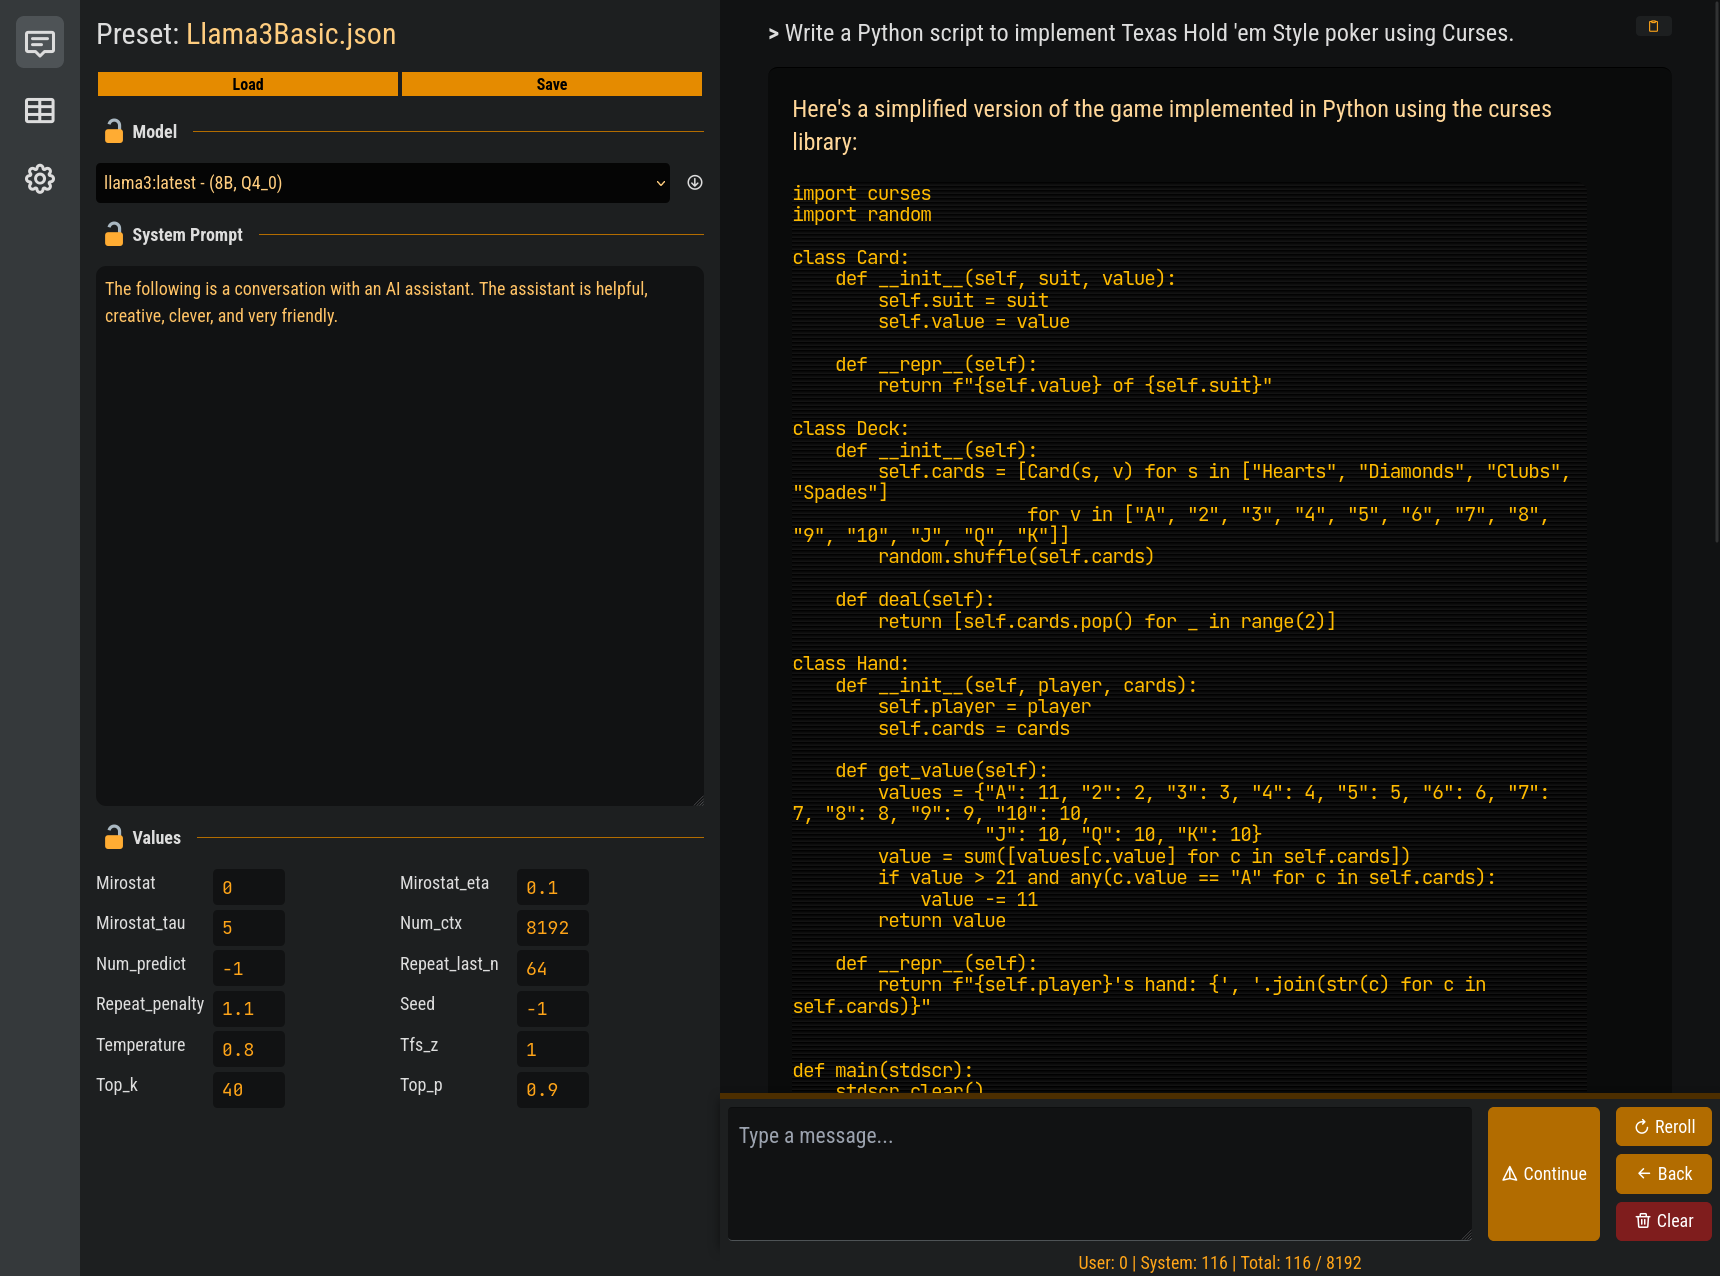 Preset: Llama3Basic.json
Load
Save
Model
llama3:latest - (8B, Q4_0)
System Prompt
The following is a conversation with an AI assistant. The assistant is helpful,
creative, clever, and very friendly.
Values
Mirostat 0
Mirostat_eta 0.1
Mirostat_tau 5
Num_ctx 8192
Num_predict -1
Repeat_last_n 64
Repeat_penalty 1.1
Seed -1
Temperature 0.8
Tfs_z 1
Top_k 40
Top_p 0.9
> Write a Python script to implement Texas Hold 'em Style poker using Curses.
Here's a simplified version of the game implemented in Python using the curses
library:
import curses
import random
class Card:
    def __init__(self, suit, value):
        self.suit = suit
        self.value = value
    def __repr__(self):
        return f"{self.value} of {self.suit}"
class Deck:
    def __init__(self):
        self.cards = [Card(s, v) for s in ["Hearts", "Diamonds", "Clubs",
"Spades"]
                      for v in ["A", "2", "3", "4", "5", "6", "7", "8",
"9", "10", "J", "Q", "K"]]
        random.shuffle(self.cards)
    def deal(self):
        return [self.cards.pop() for _ in range(2)]
class Hand:
    def __init__(self, player, cards):
        self.player = player
        self.cards = cards
    def get_value(self):
        values = {"A": 11, "2": 2, "3": 3, "4": 4, "5": 5, "6": 6, "7":
7, "8": 8, "9": 9, "10": 10,
                  "J": 10, "Q": 10, "K": 10}
        value = sum([values[c.value] for c in self.cards])
        if value > 21 and any(c.value == "A" for c in self.cards):
            value -= 11
        return value
    def __repr__(self):
        return f"{self.player}'s hand: {', '.join(str(c) for c in
self.cards)}"
def main(stdscr):
    stdscr.clear()
Type a message...
Continue
Reroll
Back
Clear
User: 0 | System: 116 | Total: 116 / 8192